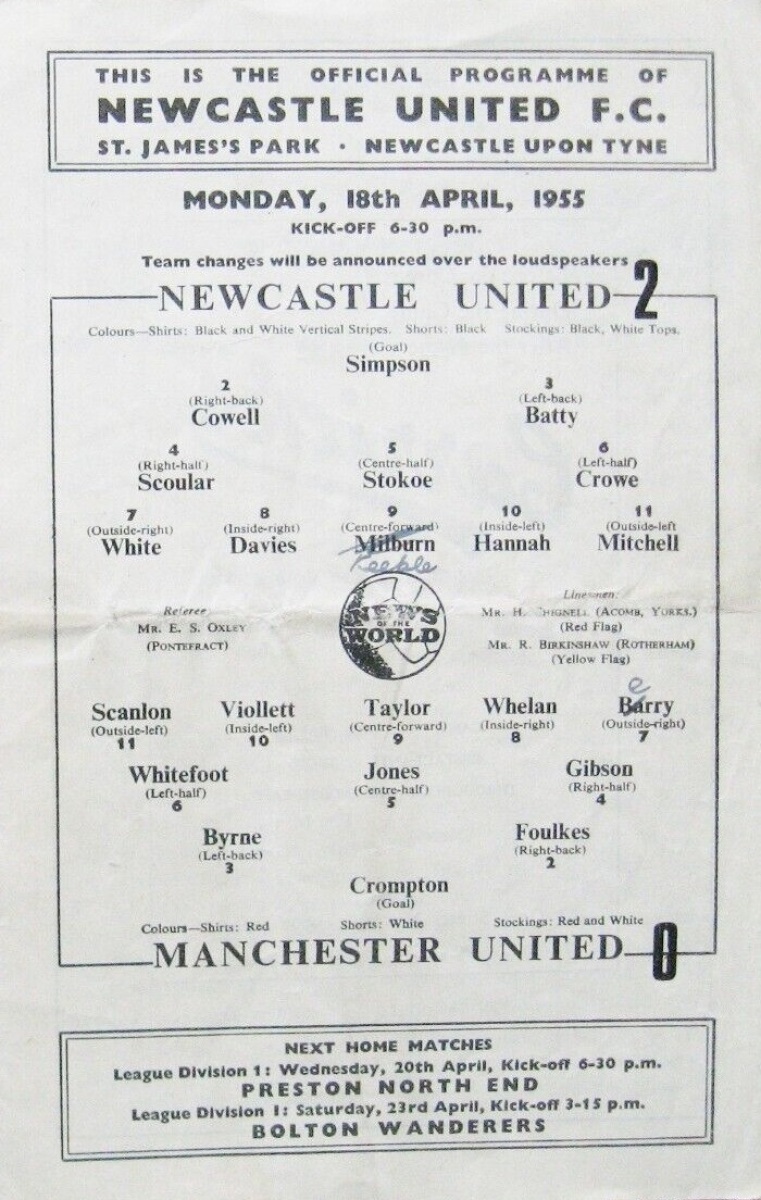 THIS IS THE OFFICIAL PROGRAMME OF
NEWCASTLE UNITED F.C.
ST. JAMES'S PARK · NEWCASTLE UPON TYNE
MONDAY, 18th APRIL, 1955
KICK-OFF 6-30 p.m.
Team changes will be announced over the loudspeakers
NEWCASTLE UNITED 2
Colours—Shirts: Black and White Vertical Stripes. Shorts: Black Stockings: Black, White Tops.
(Goal)
Simpson
2 3
(Right-back) (Left-back)
Cowell Batty
4 5 6
(Right-half) (Centre-half) (Left-half)
Scoular Stokoe Crowe
7 8 9 10 11
(Outside-right) (Inside-right) (Centre-forward) (Inside-left) (Outside-left
White Davies Milburn Hannah Mitchell
Keeble
Referee: Linesmen:
MR. E. S. OXLEY MR. H. (ACOMB, YORKS.)
(PONTEFRACT) (Red Flag)
NEWS OF THE WORLD
MR. R. BIRKINSHAW (ROTHERHAM)
(Yellow Flag)
e
Scanlon Viollett Taylor Whelan Barry
(Outside-left) (Inside-left) (Centre-forward) (Inside-right) (Outside-right)
11 10 9 8 7
Whitefoot Jones Gibson
(Left-half) (Centre-half) (Right-half)
6 5 4
Byrne Foulkes
(Left-back) (Right-back)
3 2
Crompton
(Goal)
Colours—Shirts: Red Shorts: White Stockings: Red and White
MANCHESTER UNITED 0
NEXT HOME MATCHES
League Division 1: Wednesday, 20th April, Kick-off 6-30 p.m.
PRESTON NORTH END
League Division 1: Saturday, 23rd April, Kick-off 3-15 p.m.
BOLTON WANDERERS